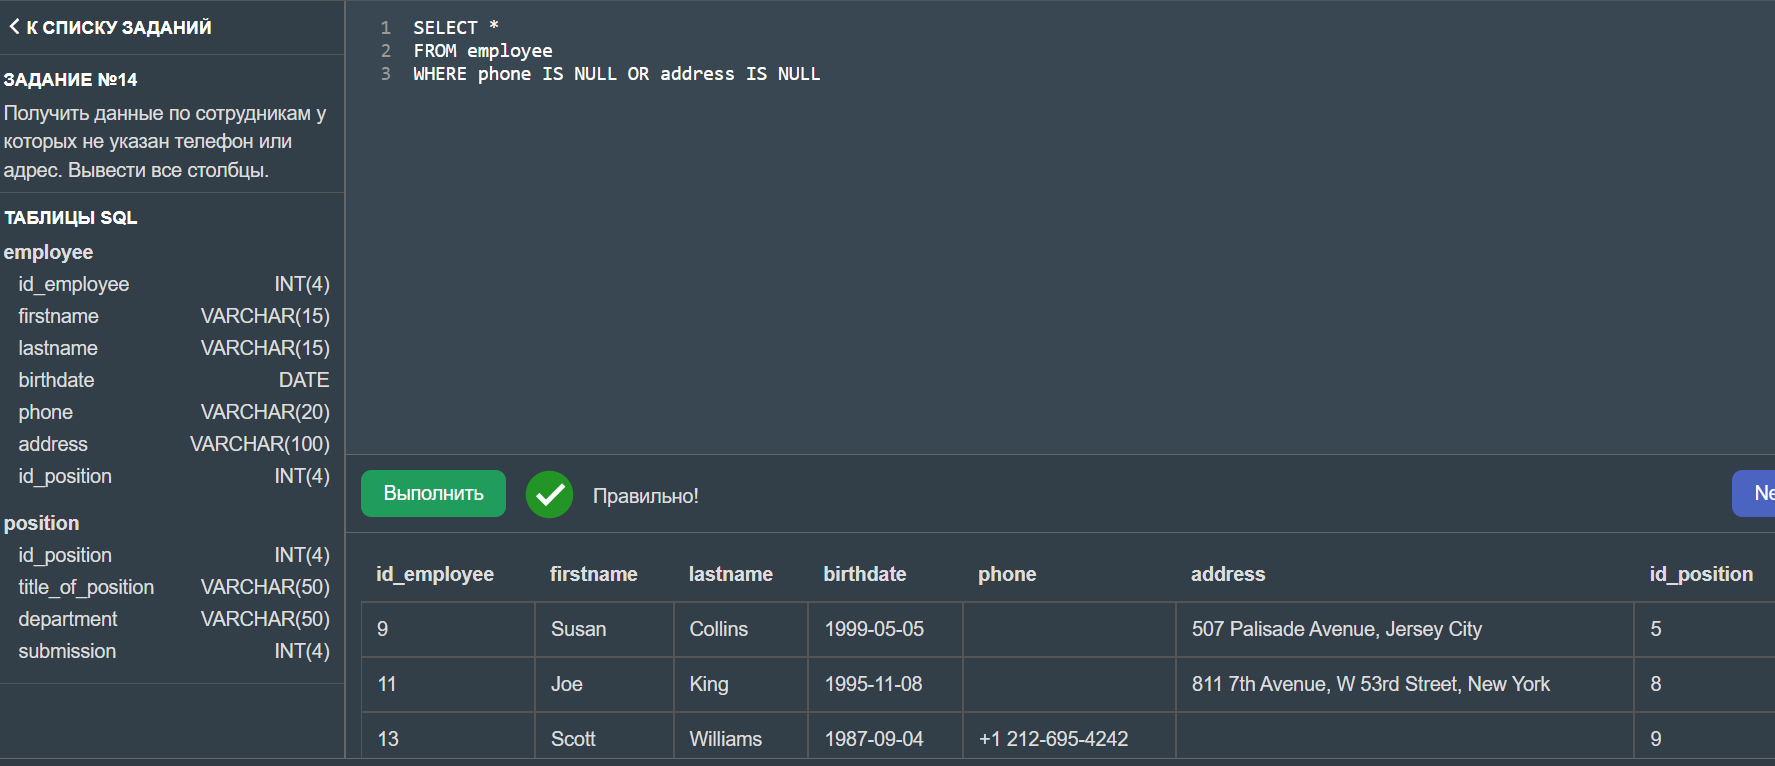 К СПИСКУ ЗАДАНИЙ
ЗАДАНИЕ №14
Получить данные по сотрудникам у
которых не указан телефон или
адрес. Вывести все столбцы.
ТАБЛИЦЫ SQL
employee
id_employee INT(4)
firstname VARCHAR(15)
lastname VARCHAR(15)
birthdate DATE
phone VARCHAR(20)
address VARCHAR(100)
id_position INT(4)
position
id_position INT(4)
title_of_position VARCHAR(50)
department VARCHAR(50)
submission INT(4)
1 SELECT *
2 FROM employee
3 WHERE phone IS NULL OR address IS NULL
Выполнить Правильно! Ne
id_employee firstname lastname birthdate phone address id_position
9 Susan Collins 1999-05-05 507 Palisade Avenue, Jersey City 5
11 Joe King 1995-11-08 811 7th Avenue, W 53rd Street, New York 8
13 Scott Williams 1987-09-04 +1 212-695-4242 9